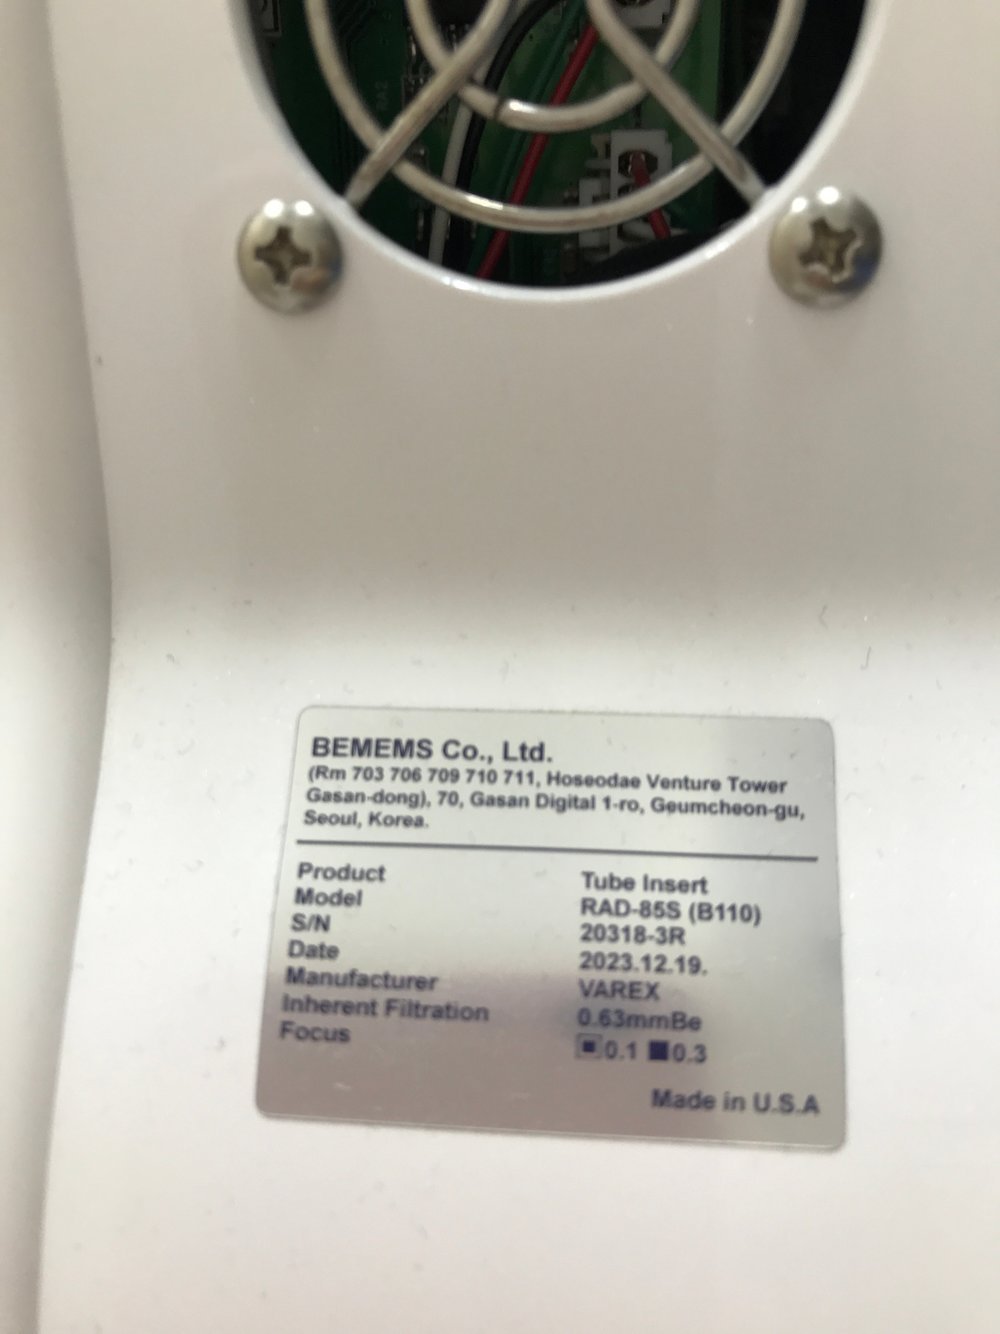 BEMEMS Co., Ltd.
(Rm 703 706 709 710 711, Hoseodae Venture Tower
Gasan-dong), 70, Gasan Digital 1-ro, Geumcheon-gu,
Seoul, Korea.
Product Tube Insert
Model RAD-85S (B110)
S/N 20318-3R
Date 2023.12.19.
Manufacturer VAREX
Inherent Filtration 0.63mmBe
Focus 0.1 0.3
Made in U.S.A